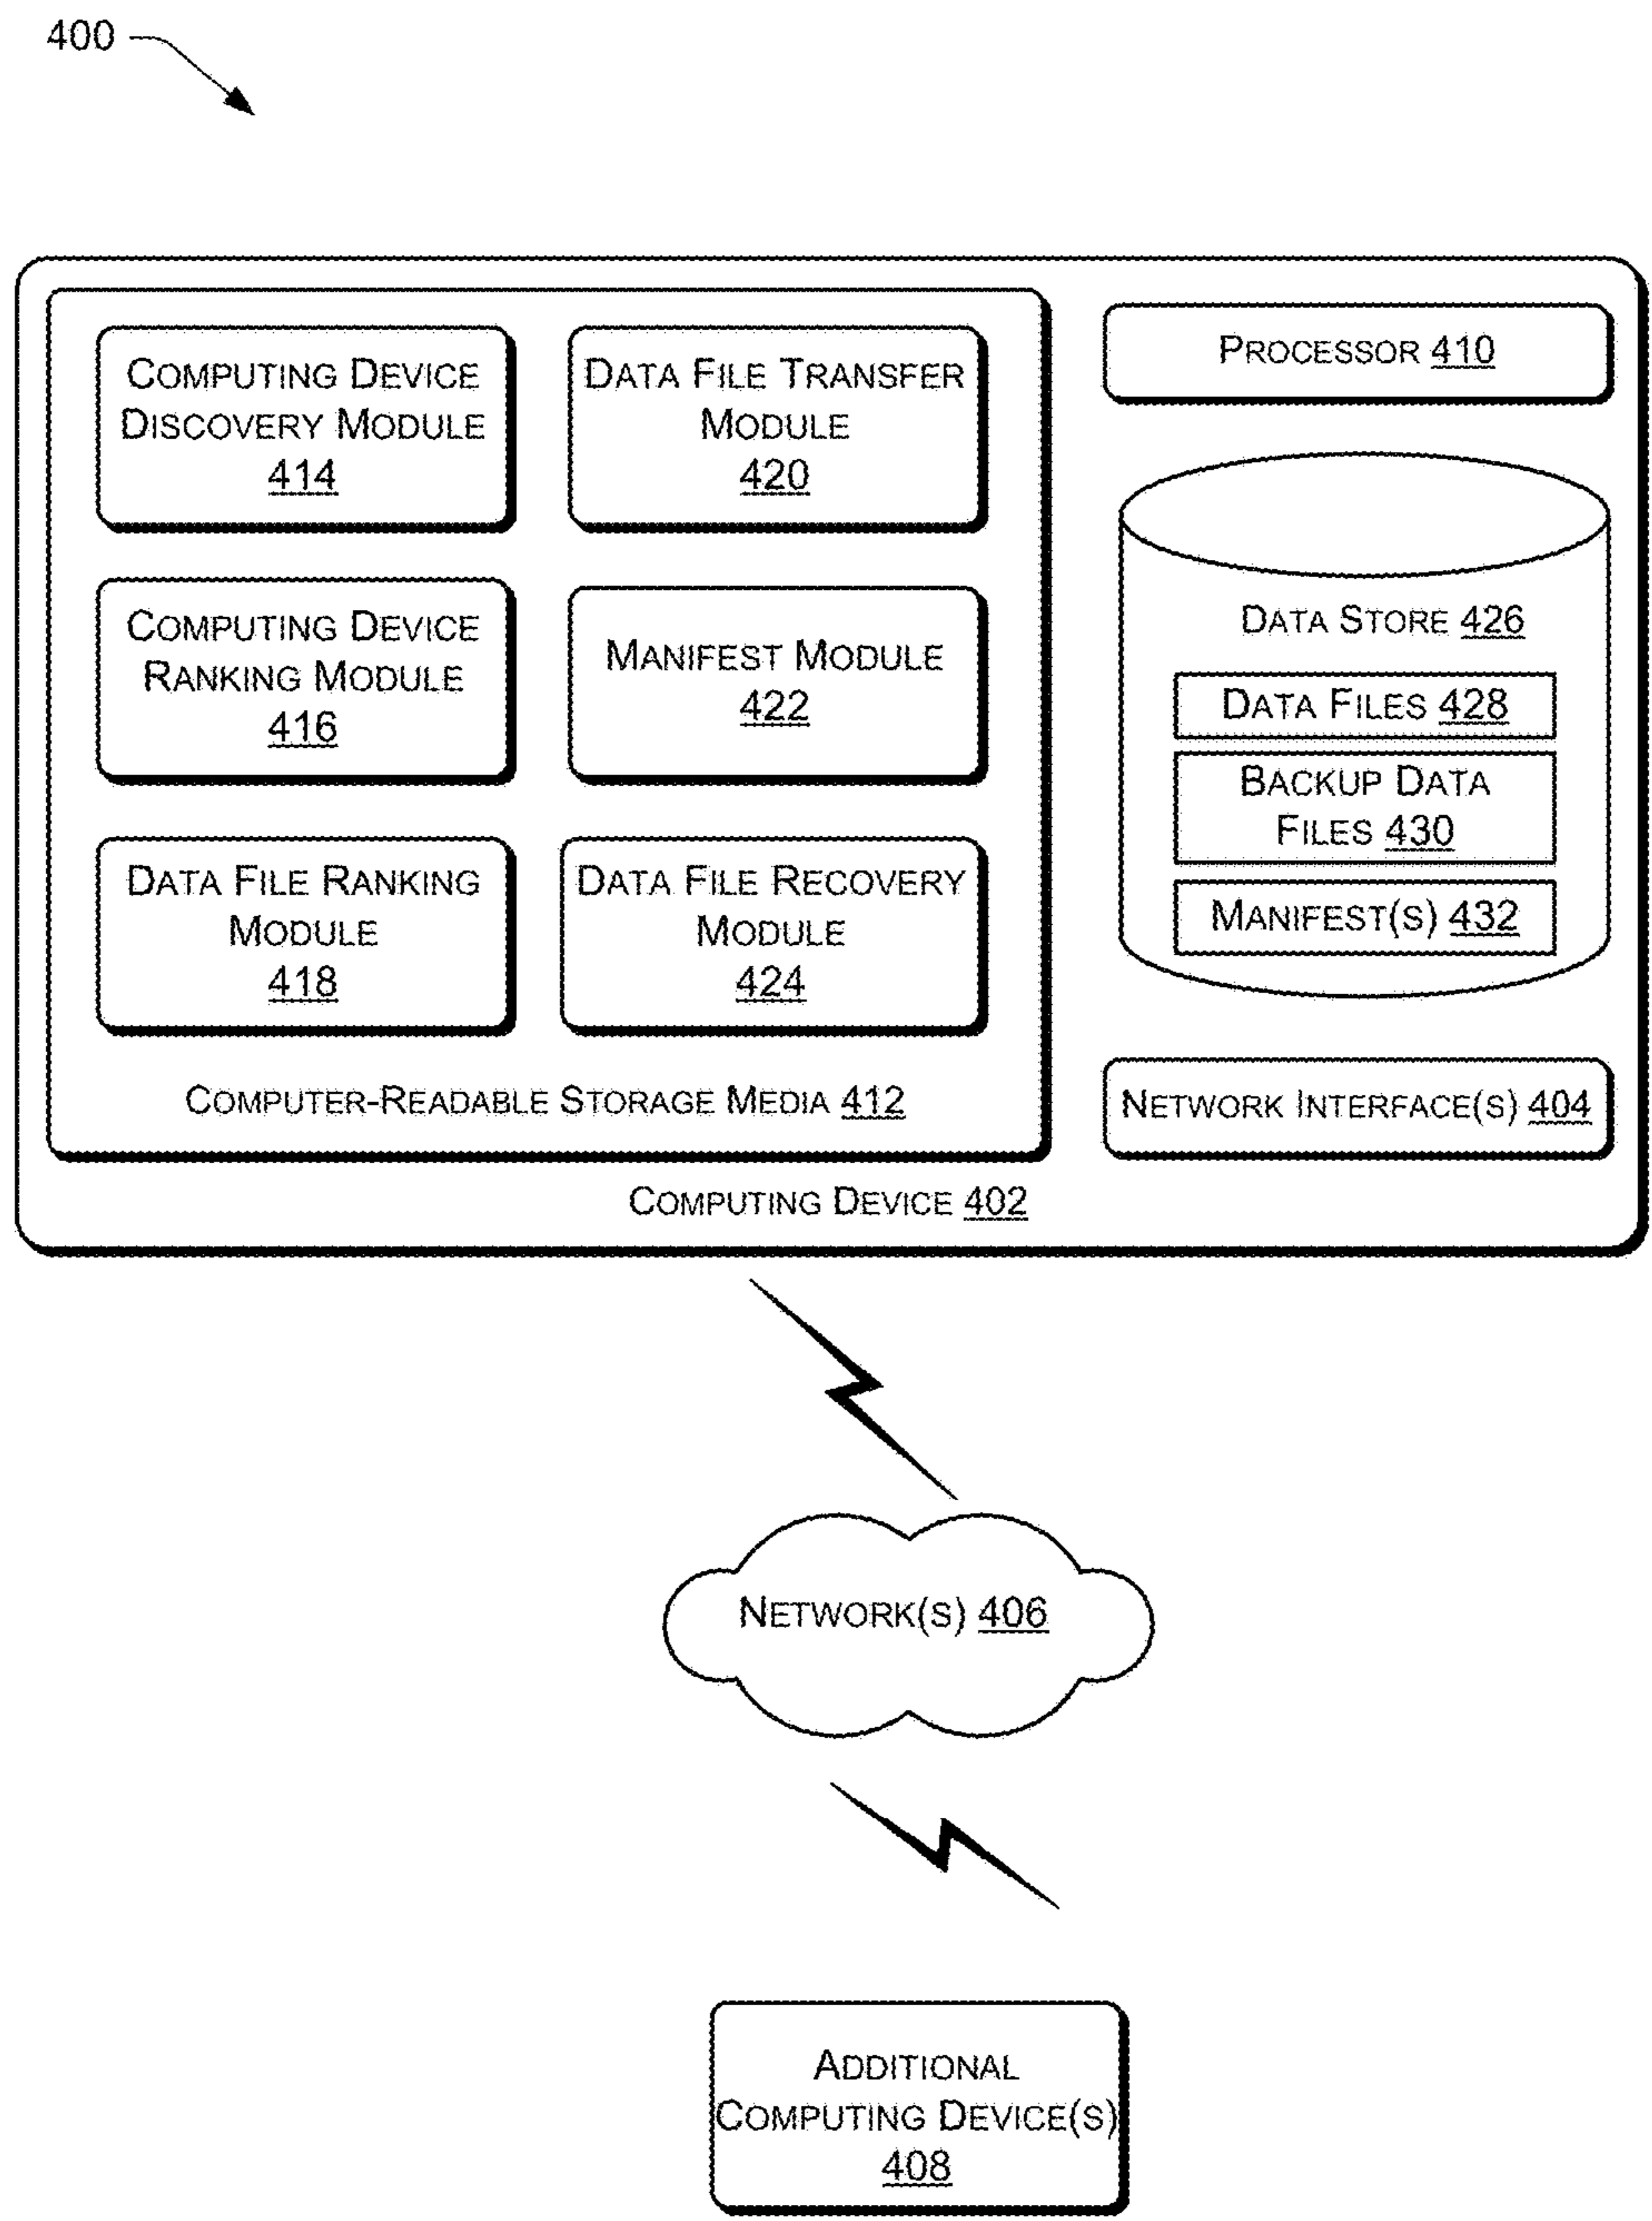 400
COMPUTING DEVICE
DISCOVERY MODULE
414
DATA FILE TRANSFER
MODULE
420
COMPUTING DEVICE
RANKING MODULE
416
MANIFEST MODULE
422
DATA FILE RANKING
MODULE
418
DATA FILE RECOVERY
MODULE
424
COMPUTER-READABLE STORAGE MEDIA 412
PROCESSOR 410
DATA STORE 426
DATA FILES 428
BACKUP DATA
FILES 430
MANIFEST(S) 432
NETWORK INTERFACE(S) 404
COMPUTING DEVICE 402
NETWORK(S) 406
ADDITIONAL
COMPUTING DEVICE(S)
408